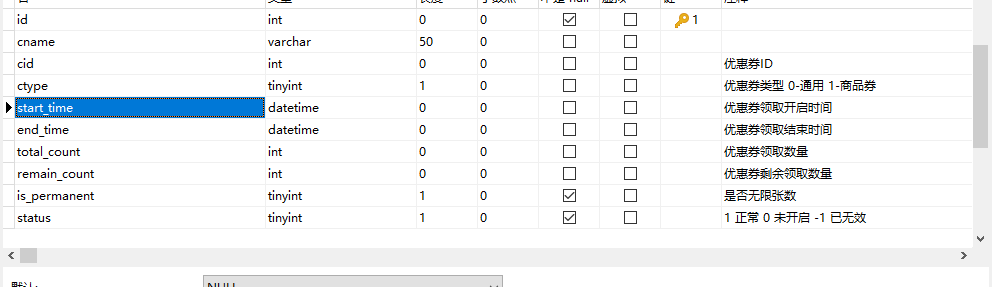 id int 0 0 1
cname varchar 50 0
cid int 0 0 优惠券ID
ctype tinyint 1 0 优惠券类型 0-通用 1-商品券
start_time datetime 0 0 优惠券领取开启时间
end_time datetime 0 0 优惠券领取结束时间
total_count int 0 0 优惠券领取数量
remain_count int 0 0 优惠券剩余领取数量
is_permanent tinyint 1 0 是否无限张数
status tinyint 1 0 1 正常 0 未开启 -1 已无效